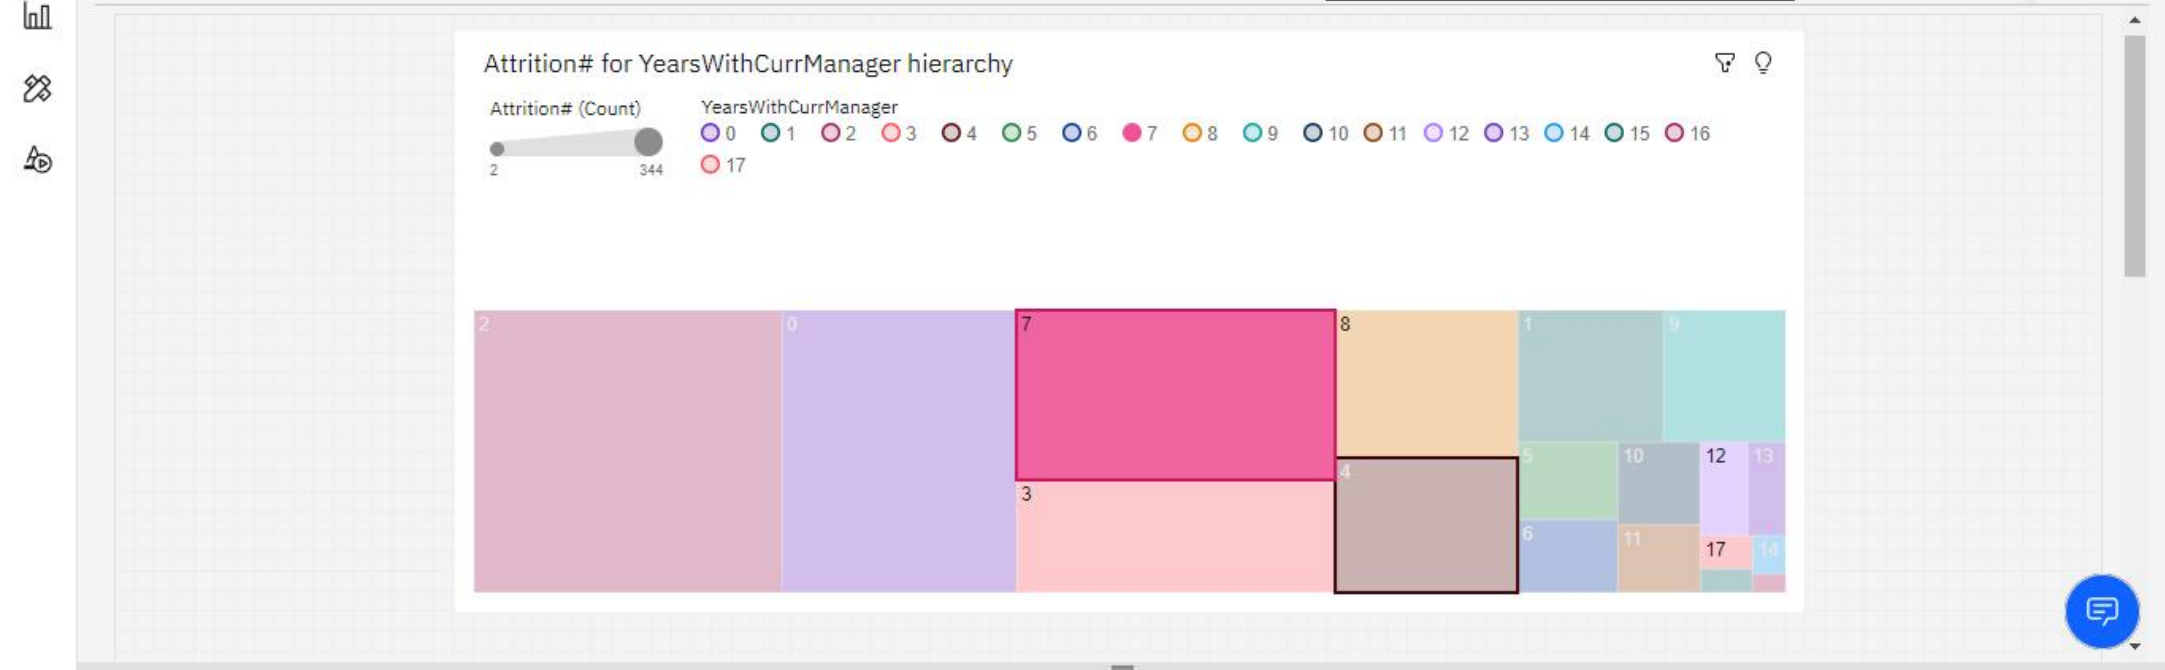 Attrition# for YearsWithCurrManager hierarchy
Attrition# (Count)
2 344
YearsWithCurrManager
0 1 2 3 4 5 6 7 8 9 10 11 12 13 14 15 16
17
2 0 7 8 1 9
3 4 5 10 12 13
6 11 17 14